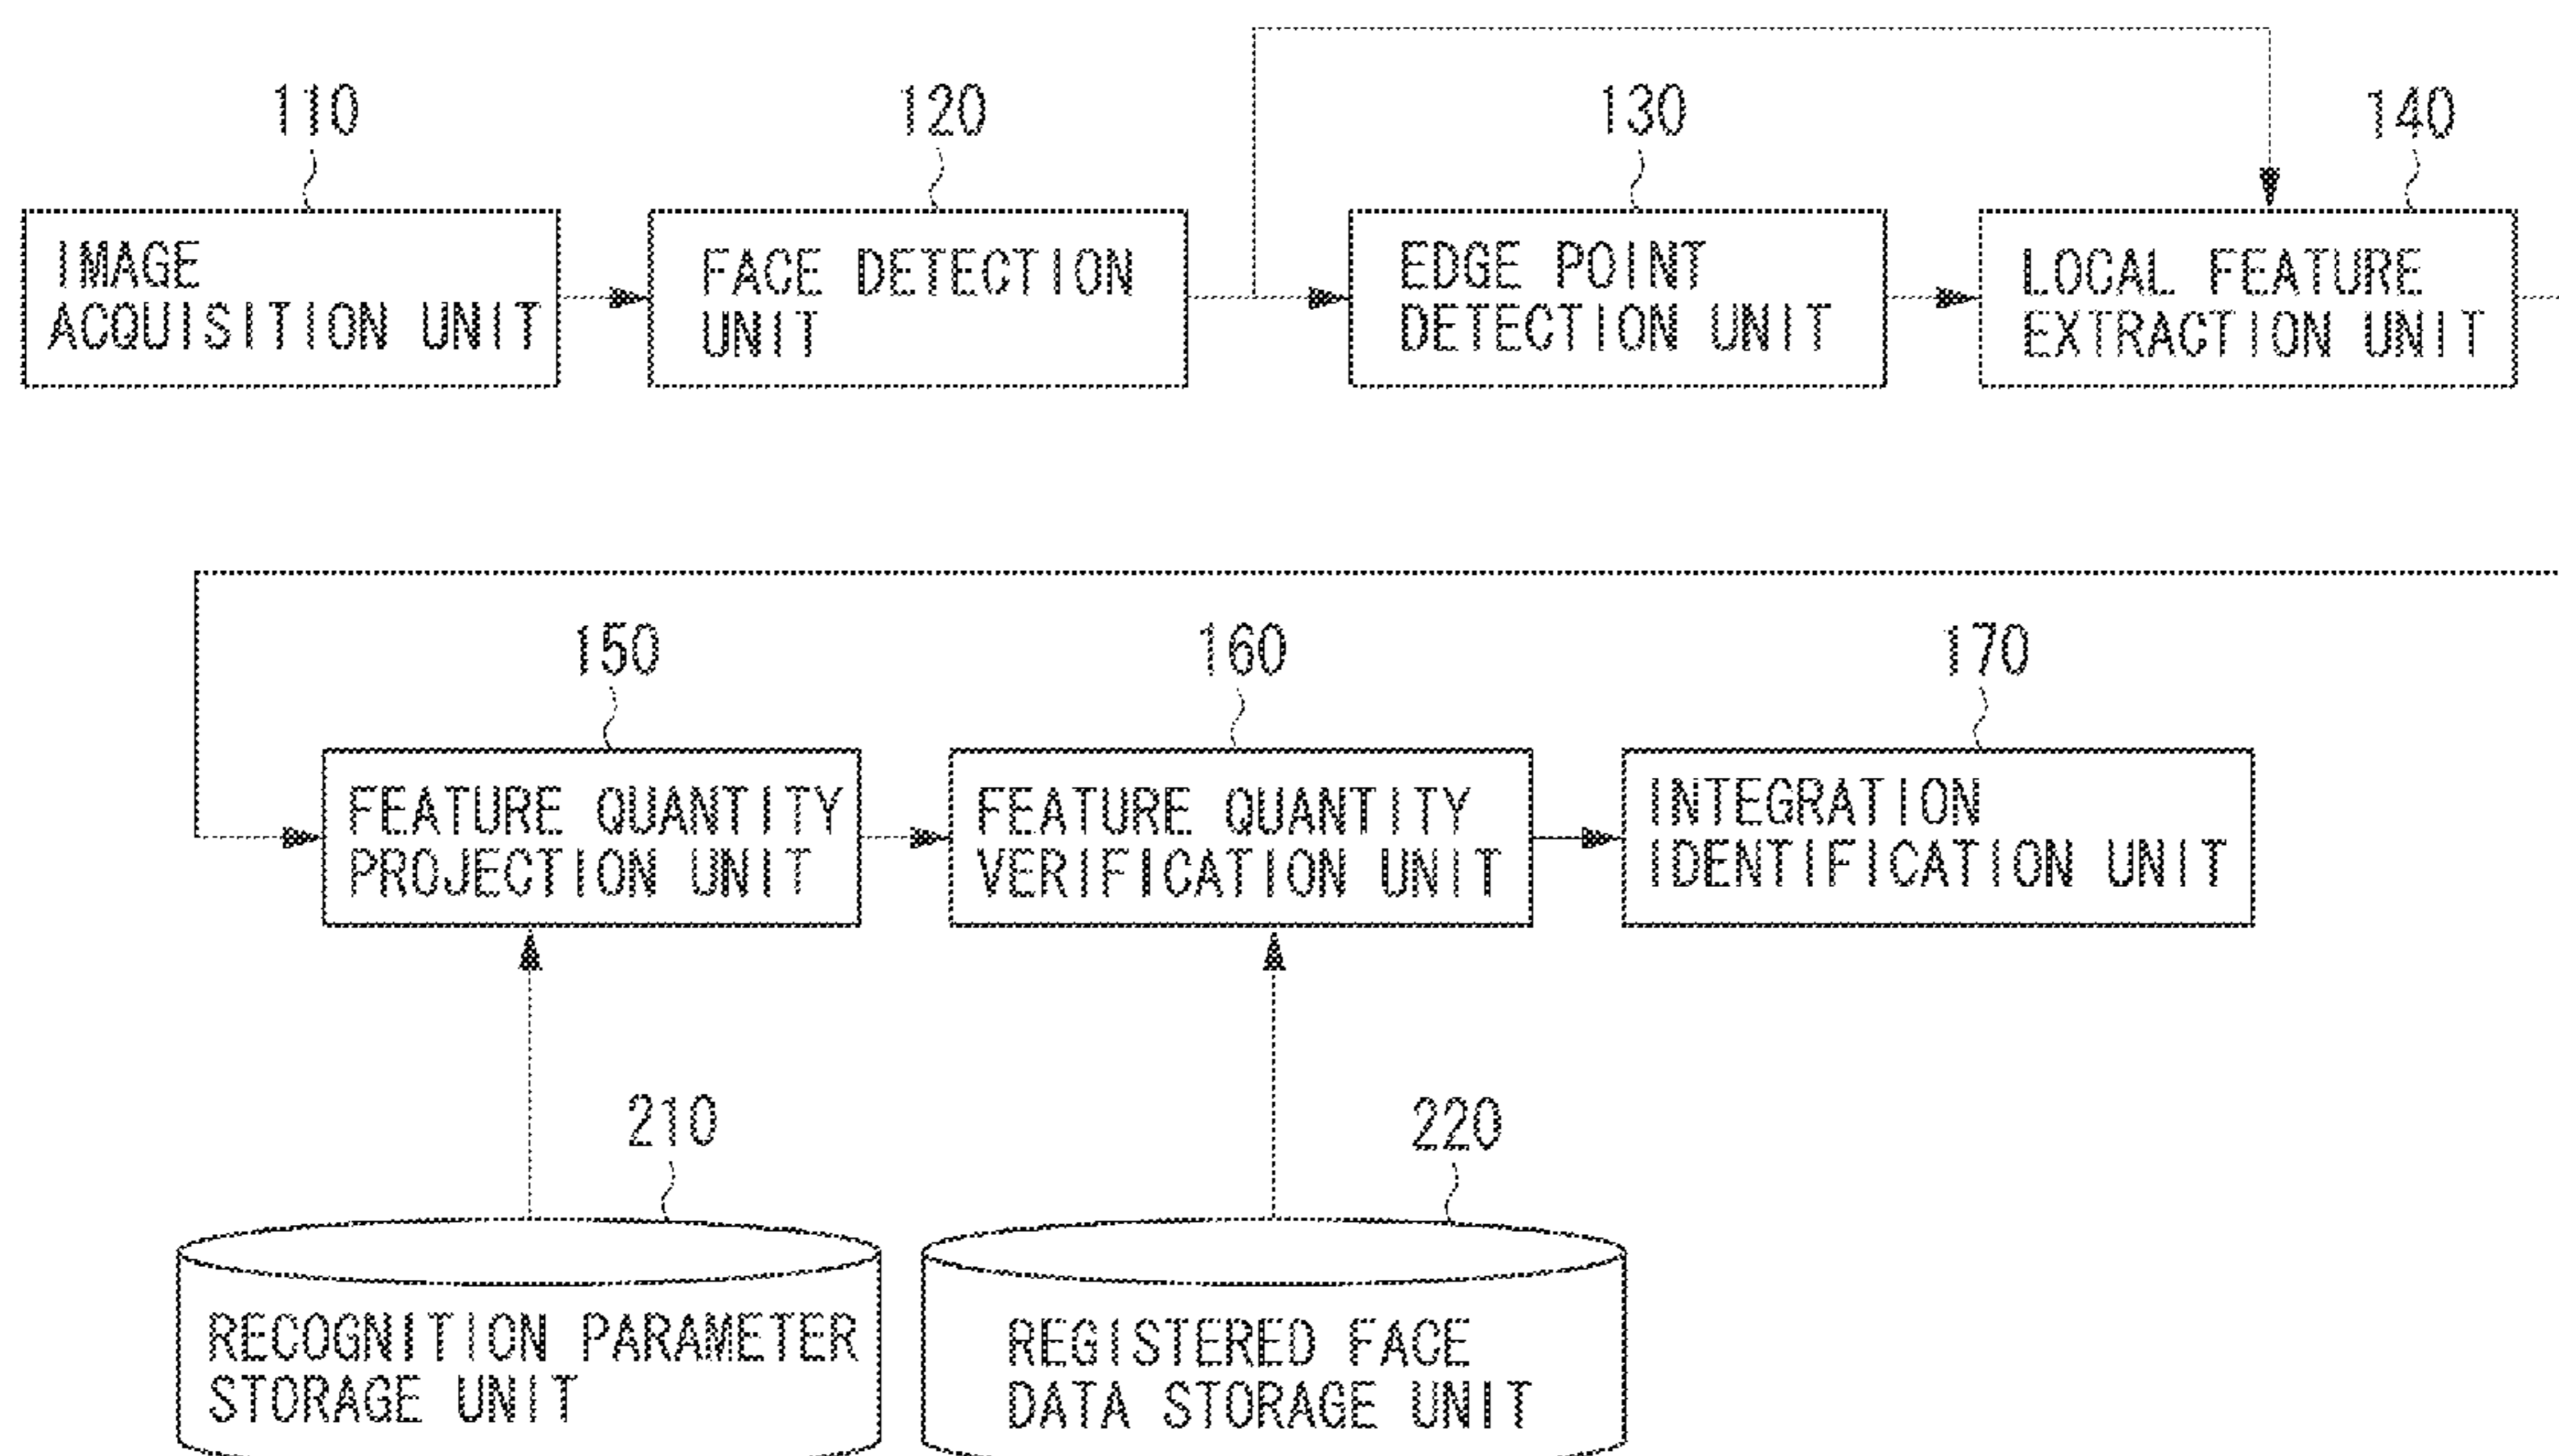 110
120
130
140
IMAGE
ACQUISITION UNIT
FACE DETECTION
UNIT
EDGE POINT
DETECTION UNIT
LOCAL FEATURE
EXTRACTION UNIT
150
160
170
FEATURE QUANTITY
PROJECTION UNIT
FEATURE QUANTITY
VERIFICATION UNIT
INTEGRATION
IDENTIFICATION UNIT
210
220
RECOGNITION PARAMETER
STORAGE UNIT
REGISTERED FACE
DATA STORAGE UNIT